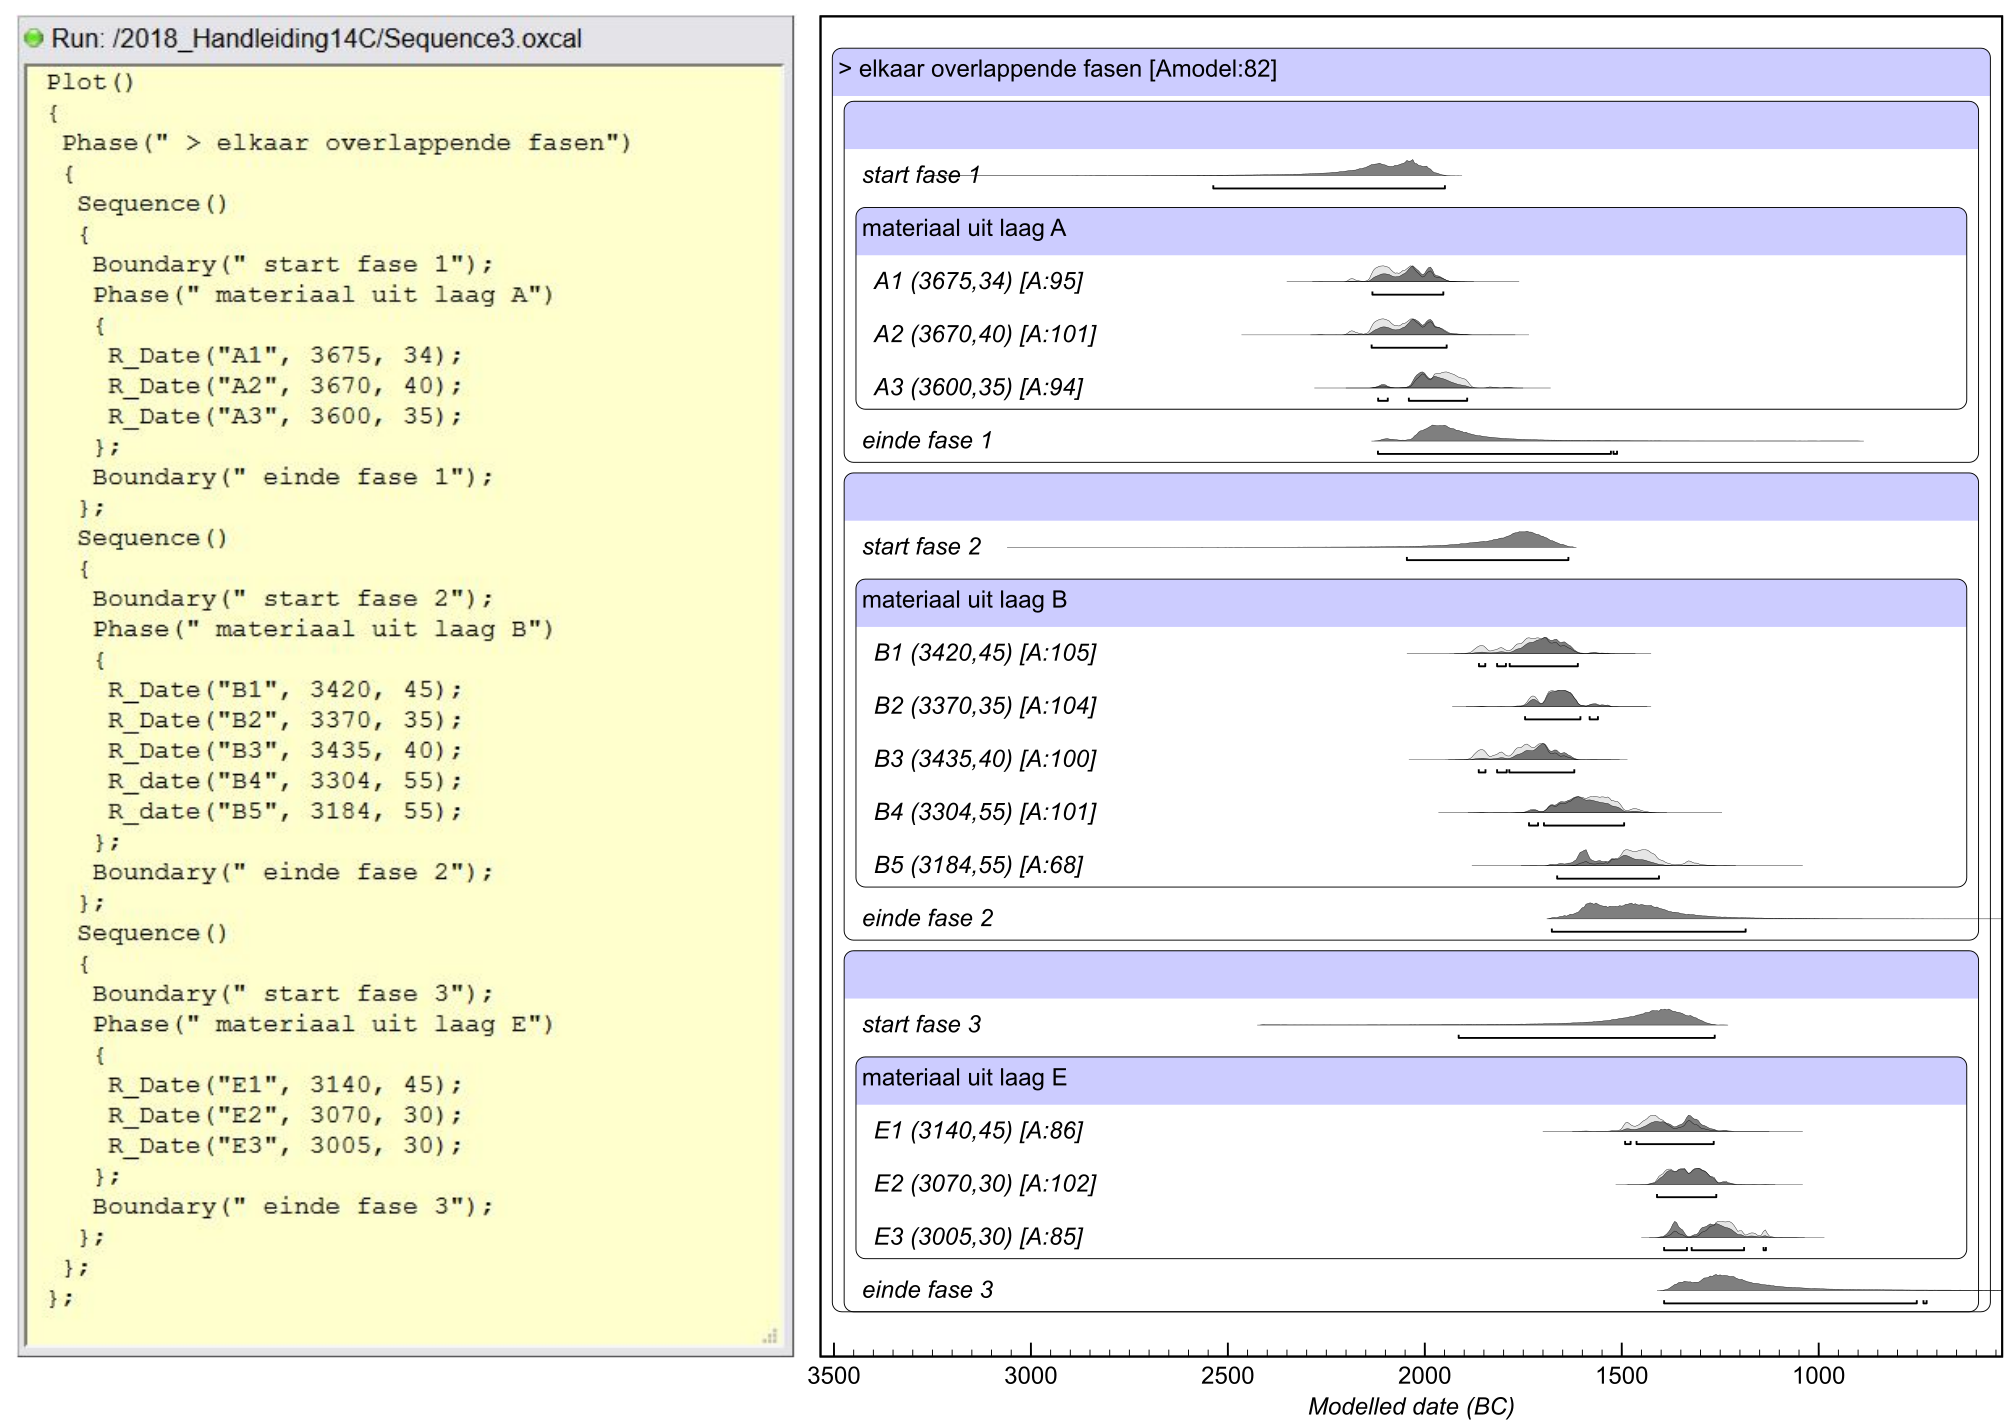 Run: /2018_Handleiding14C/Sequence3.oxcal
Plot()
{
Phase(" > elkaar overlappende fasen")
{
Sequence()
{
Boundary(" start fase 1");
Phase(" materiaal uit laag A")
{
R_Date("A1", 3675, 34);
R_Date("A2", 3670, 40);
R_Date("A3", 3600, 35);
};
Boundary(" einde fase 1");
};
Sequence()
{
Boundary(" start fase 2");
Phase(" materiaal uit laag B")
{
R_Date("B1", 3420, 45);
R_Date("B2", 3370, 35);
R_Date("B3", 3435, 40);
R_date("B4", 3304, 55);
R_date("B5", 3184, 55);
};
Boundary(" einde fase 2");
};
Sequence()
{
Boundary(" start fase 3");
Phase(" materiaal uit laag E")
{
R_Date("E1", 3140, 45);
R_Date("E2", 3070, 30);
R_Date("E3", 3005, 30);
};
Boundary(" einde fase 3");
};
};
};
> elkaar overlappende fasen [Amodel:82]
start fase 1
materiaal uit laag A
A1 (3675,34) [A:95]
A2 (3670,40) [A:101]
A3 (3600,35) [A:94]
einde fase 1
start fase 2
materiaal uit laag B
B1 (3420,45) [A:105]
B2 (3370,35) [A:104]
B3 (3435,40) [A:100]
B4 (3304,55) [A:101]
B5 (3184,55) [A:68]
einde fase 2
start fase 3
materiaal uit laag E
E1 (3140,45) [A:86]
E2 (3070,30) [A:102]
E3 (3005,30) [A:85]
einde fase 3
3500 3000 2500 2000 1500 1000
Modelled date (BC)